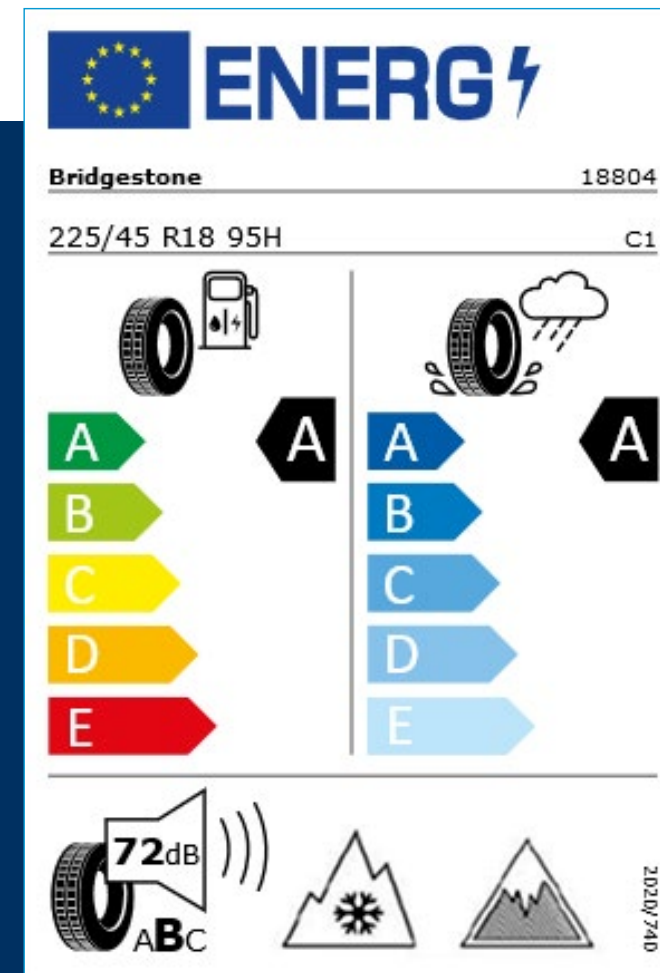 ENERG
Bridgestone 18804
225/45 R18 95H C1
A A A A
B B
C C
D D
E E
72dB
ABC
2020/740